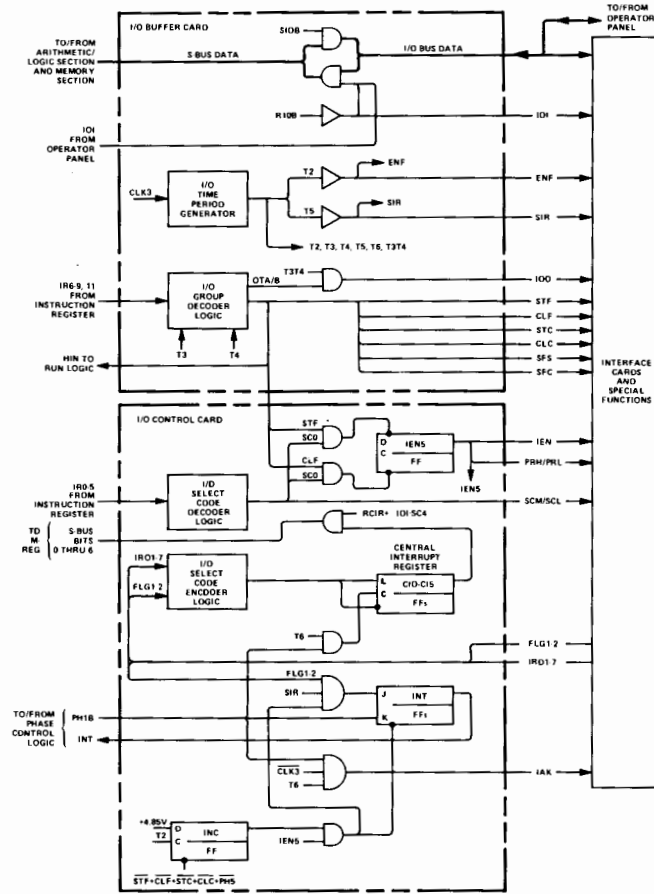 TO/FROM
OPERATOR
PANEL
I/O BUFFER CARD
TO/FROM
ARITHMETIC/
LOGIC SECTION
AND MEMORY
SECTION
SIOB
S-BUS DATA
I/O BUS DATA
RIOB
IOI
IOI
FROM
OPERATOR
PANEL
CLK3
I/O
TIME
PERIOD
GENERATOR
T2
ENF
ENF
T5
SIR
SIR
T2, T3, T4, T5, T6, T3T4
IR6-9, 11
FROM
INSTRUCTION
REGISTER
I/O
GROUP
DECODER
LOGIC
T3T4
OTA/B
IOO
STF
CLF
STC
CLC
SFS
SFC
T3
T4
HIN TO
RUN LOGIC
INTERFACE
CARDS
AND
SPECIAL
FUNCTIONS
I/O CONTROL CARD
STF
SC0
CLF
SC0
D
C
IEN5
FF
IEN
PRH/PRL
IEN5
IR0-5
FROM
INSTRUCTION
REGISTER
I/O
SELECT
CODE
DECODER
LOGIC
SCM/SCL
TO
M-
REG
S-BUS
BITS
0 THRU 6
RCIR+ IOI·SC4
CENTRAL
INTERRUPT
REGISTER
IRO1-7
FLG1-2
I/O
SELECT
CODE
ENCODER
LOGIC
IL
C
CI0-CI5
FFs
T6
FLG1-2
IRO1-7
FLG1-2
SIR
J
K
INT
FFs
TO/FROM
PHASE
CONTROL
LOGIC
PH1B
INT
CLK3
T6
IAK
+4.85V
T2
D
C
INC
FF
IEN5
STF+CLF+STC+CLC+PH5